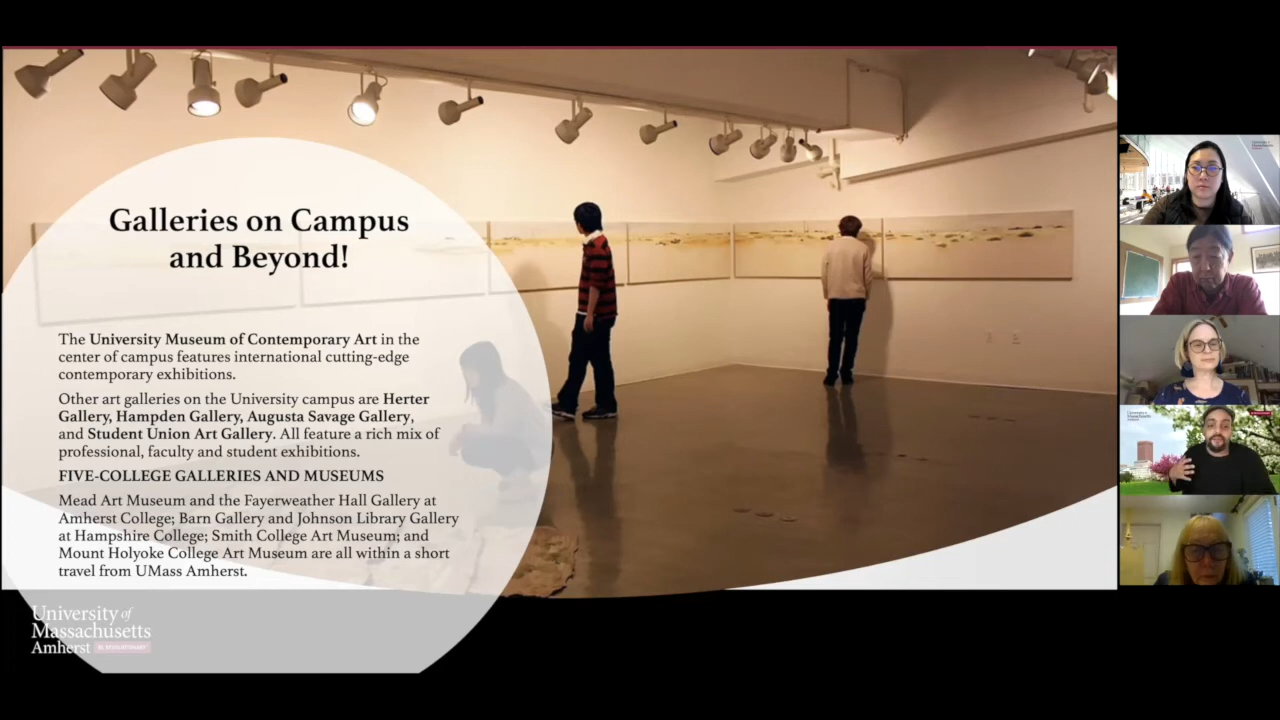 Galleries on Campus
and Beyond!
The University Museum of Contemporary Art in the
center of campus features international cutting-edge
contemporary exhibitions.
Other art galleries on the University campus are Herter
Gallery, Hampden Gallery, Augusta Savage Gallery,
and Student Union Art Gallery. All feature a rich mix of
professional, faculty and student exhibitions.
FIVE-COLLEGE GALLERIES AND MUSEUMS
Mead Art Museum and the Fayerweather Hall Gallery at
Amherst College; Barn Gallery and Johnson Library Gallery
at Hampshire College; Smith College Art Museum; and
Mount Holyoke College Art Museum are all within a short
travel from UMass Amherst.
University of
Massachusetts
Amherst BE REVOLUTIONARY